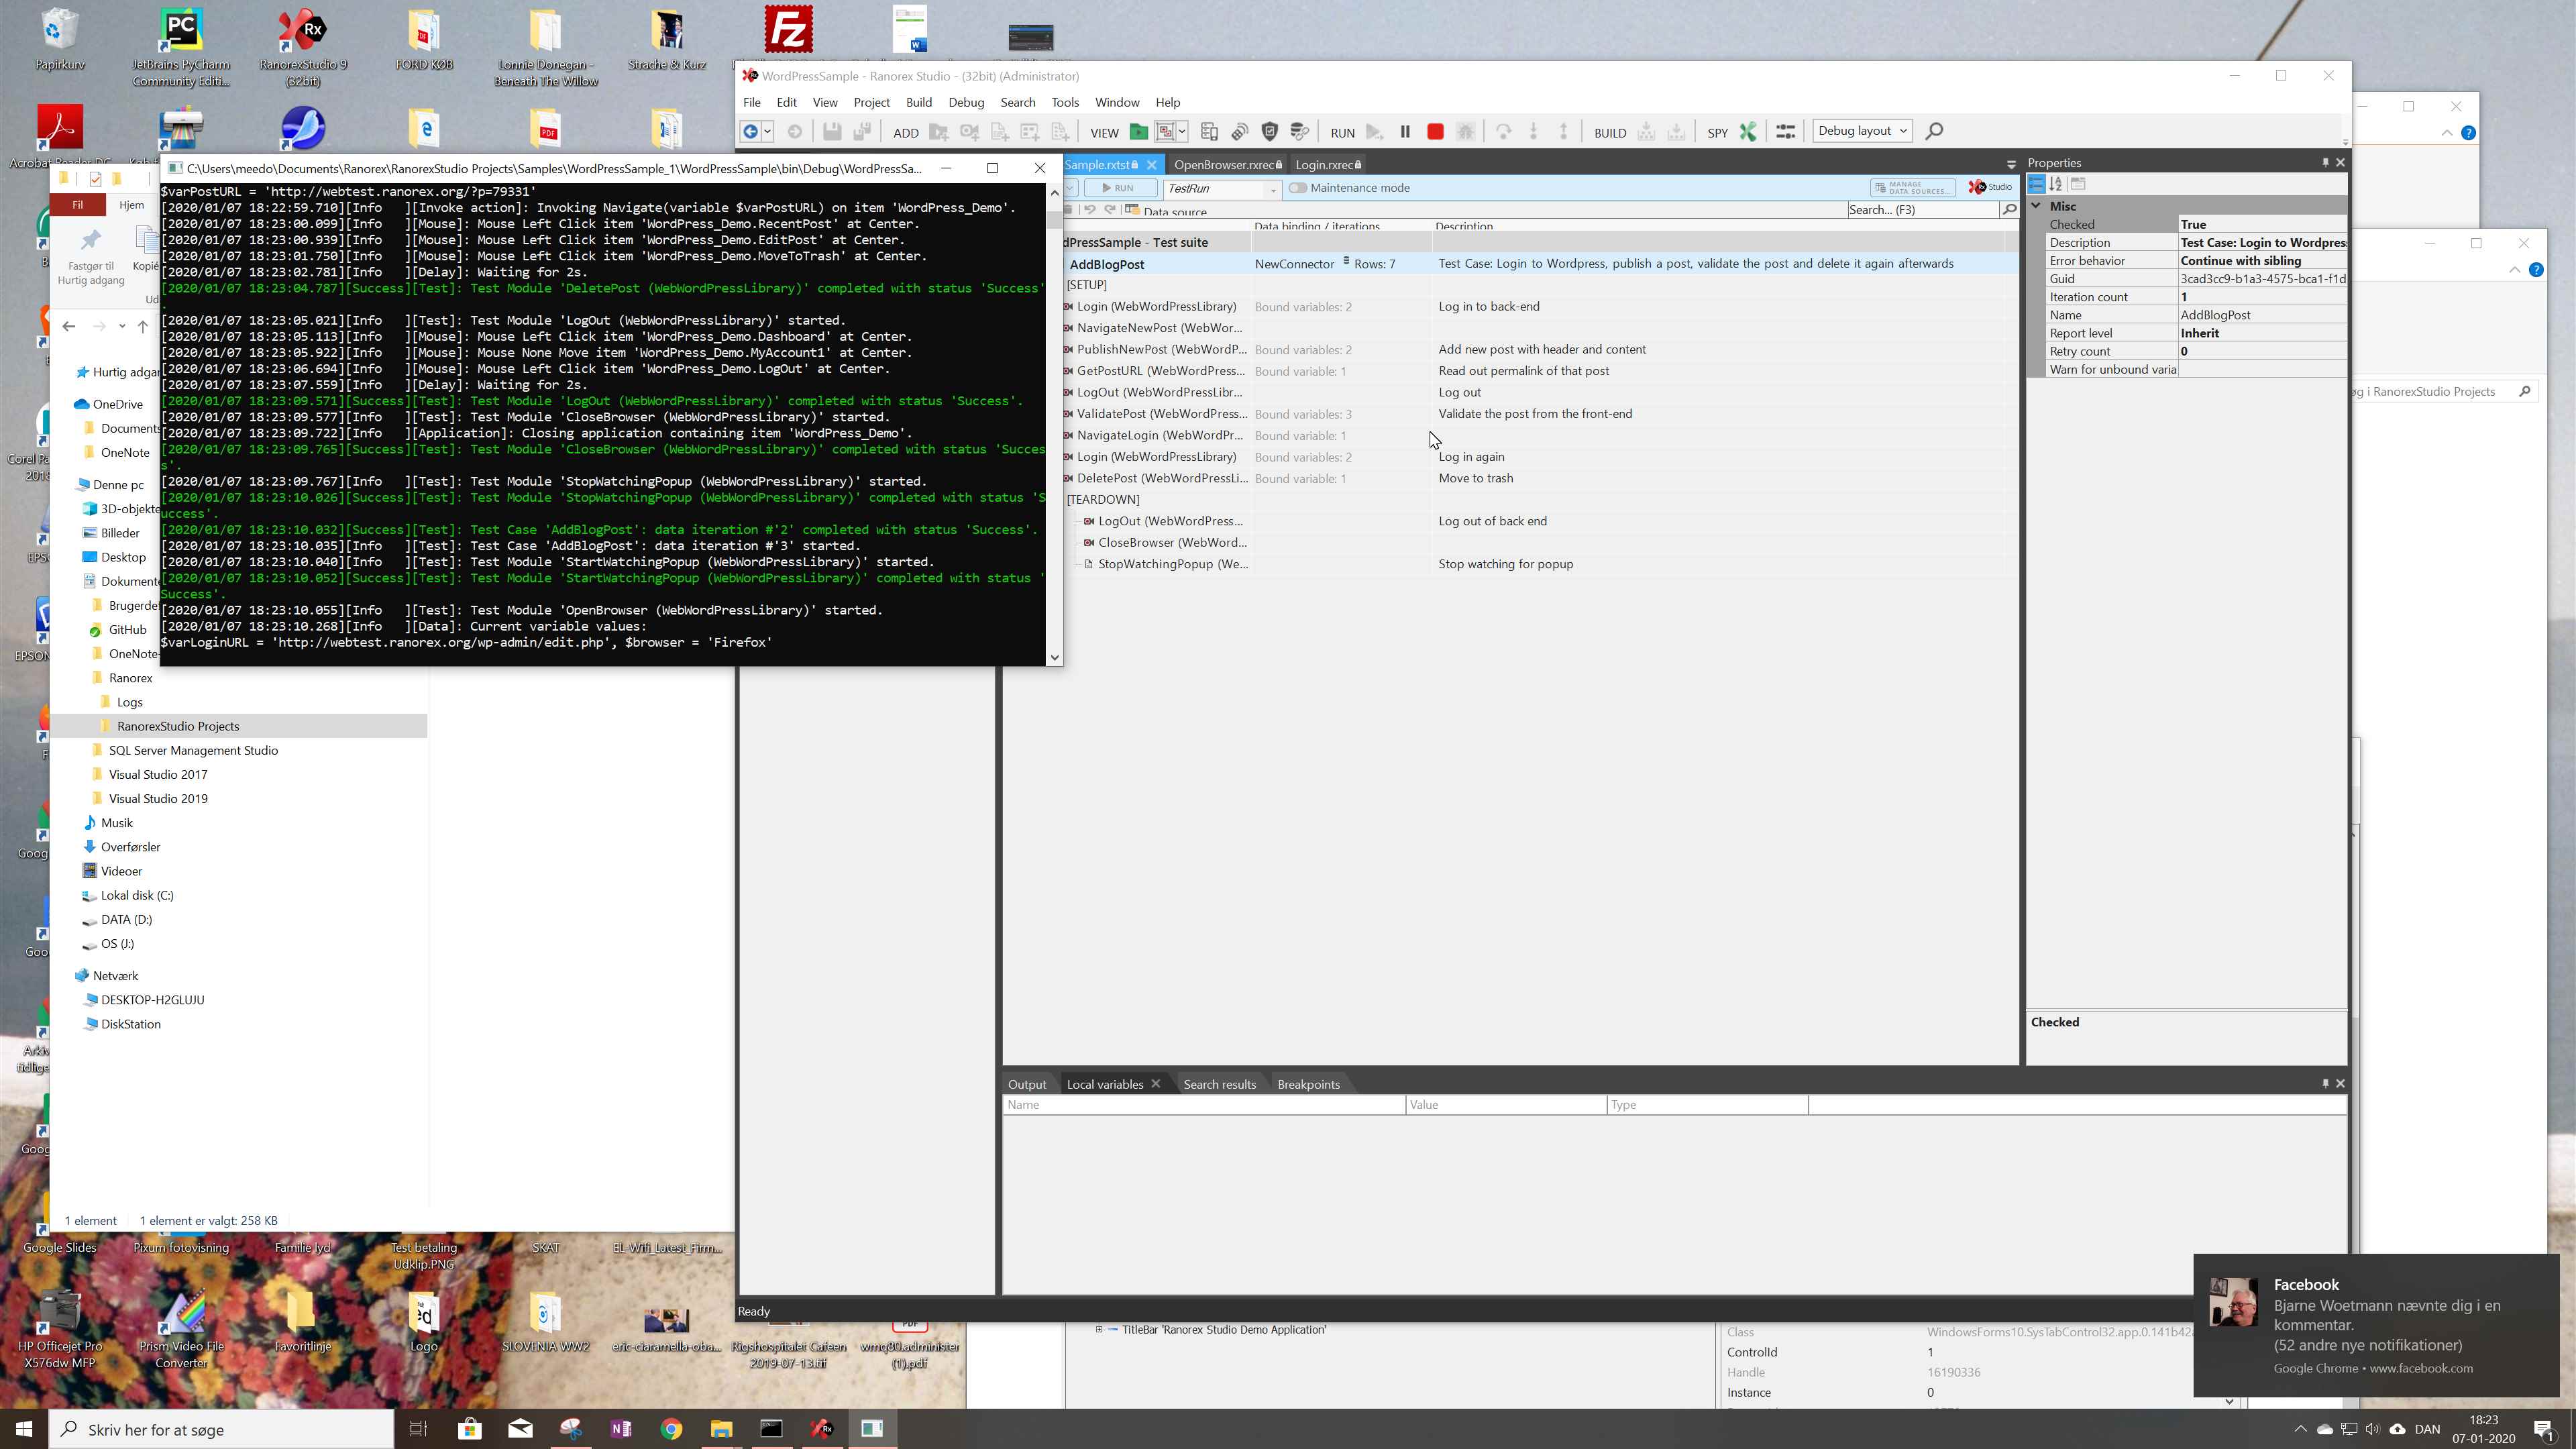 Papirkurv
JetBrains PyCharm
Community Editi...
RanorexStudio 9
(32bit)
FORD KØB
Lonnie Donegan -
Beneath The Willow
Strache & Kurz
WordPressSample - Ranorex Studio - (32bit) (Administrator)
File Edit View Project Build Debug Search Tools Window Help
ADD VIEW RUN BUILD SPY Debug layout
Sample.rxtst OpenBrowser.rxrec Login.rxrec
RUN TestRun Maintenance mode MANAGE DATA SOURCES... Studio
Data source Search... (F3)
Data binding / iterations Description
dPressSample - Test suite
AddBlogPost NewConnector Rows: 7 Test Case: Login to Wordpress, publish a post, validate the post and delete it again afterwards
[SETUP]
Login (WebWordPressLibrary) Bound variables: 2 Log in to back-end
NavigateNewPost (WebWor...
PublishNewPost (WebWordP... Bound variables: 2 Add new post with header and content
GetPostURL (WebWordPress... Bound variable: 1 Read out permalink of that post
LogOut (WebWordPressLibr... Log out
ValidatePost (WebWordPress... Bound variables: 3 Validate the post from the front-end
NavigateLogin (WebWordPr... Bound variable: 1
Login (WebWordPressLibrary) Bound variables: 2 Log in again
DeletePost (WebWordPressLi... Bound variable: 1 Move to trash
[TEARDOWN]
LogOut (WebWordPress... Log out of back end
CloseBrowser (WebWord...
StopWatchingPopup (We... Stop watching for popup
Properties
Misc
Checked True
Description Test Case: Login to Wordpres
Error behavior Continue with sibling
Guid 3cad3cc9-b1a3-4575-bca1-f1d
Iteration count 1
Name AddBlogPost
Report level Inherit
Retry count 0
Warn for unbound varia
Checked
C:\Users\meedo\Documents\Ranorex\RanorexStudio Projects\Samples\WordPressSample_1\WordPressSample\bin\Debug\WordPressSa...
$varPostURL = 'http://webtest.ranorex.org/?p=79331'
[2020/01/07 18:22:59.710][Info ][Invoke action]: Invoking Navigate(variable $varPostURL) on item 'WordPress_Demo'.
[2020/01/07 18:23:00.099][Info ][Mouse]: Mouse Left Click item 'WordPress_Demo.RecentPost' at Center.
[2020/01/07 18:23:00.939][Info ][Mouse]: Mouse Left Click item 'WordPress_Demo.EditPost' at Center.
[2020/01/07 18:23:01.750][Info ][Mouse]: Mouse Left Click item 'WordPress_Demo.MoveToTrash' at Center.
[2020/01/07 18:23:02.781][Info ][Delay]: Waiting for 2s.
[2020/01/07 18:23:04.787][Success][Test]: Test Module 'DeletePost (WebWordPressLibrary)' completed with status 'Success'
.
[2020/01/07 18:23:05.021][Info ][Test]: Test Module 'LogOut (WebWordPressLibrary)' started.
[2020/01/07 18:23:05.113][Info ][Mouse]: Mouse Left Click item 'WordPress_Demo.Dashboard' at Center.
[2020/01/07 18:23:05.922][Info ][Mouse]: Mouse None Move item 'WordPress_Demo.MyAccount1' at Center.
[2020/01/07 18:23:06.694][Info ][Mouse]: Mouse Left Click item 'WordPress_Demo.LogOut' at Center.
[2020/01/07 18:23:07.559][Info ][Delay]: Waiting for 2s.
[2020/01/07 18:23:09.571][Success][Test]: Test Module 'LogOut (WebWordPressLibrary)' completed with status 'Success'.
[2020/01/07 18:23:09.577][Info ][Test]: Test Module 'CloseBrowser (WebWordPressLibrary)' started.
[2020/01/07 18:23:09.722][Info ][Application]: Closing application containing item 'WordPress_Demo'.
[2020/01/07 18:23:09.765][Success][Test]: Test Module 'CloseBrowser (WebWordPressLibrary)' completed with status 'Succes
s'.
[2020/01/07 18:23:09.767][Info ][Test]: Test Module 'StopWatchingPopup (WebWordPressLibrary)' started.
[2020/01/07 18:23:10.026][Success][Test]: Test Module 'StopWatchingPopup (WebWordPressLibrary)' completed with status 'S
uccess'.
[2020/01/07 18:23:10.032][Success][Test]: Test Case 'AddBlogPost': data iteration #'2' completed with status 'Success'.
[2020/01/07 18:23:10.035][Info ][Test]: Test Case 'AddBlogPost': data iteration #'3' started.
[2020/01/07 18:23:10.040][Info ][Test]: Test Module 'StartWatchingPopup (WebWordPressLibrary)' started.
[2020/01/07 18:23:10.052][Success][Test]: Test Module 'StartWatchingPopup (WebWordPressLibrary)' completed with status '
Success'.
[2020/01/07 18:23:10.055][Info ][Test]: Test Module 'OpenBrowser (WebWordPressLibrary)' started.
[2020/01/07 18:23:10.268][Info ][Data]: Current variable values:
$varLoginURL = 'http://webtest.ranorex.org/wp-admin/edit.php', $browser = 'Firefox'
Fil Hjem
Fastgør til
Hurtig adgang
Kopié
Ud
Hurtig adgan
OneDrive
Documents
OneNote
Denne pc
3D-objekte
Billeder
Desktop
Dokumente
Brugerdef
GitHub
OneNote-
Ranorex
Logs
RanorexStudio Projects
SQL Server Management Studio
Visual Studio 2017
Visual Studio 2019
Musik
Overførsler
Videoer
Lokal disk (C:)
DATA (D:)
OS (J:)
Netværk
DESKTOP-H2GLUJU
DiskStation
1 element 1 element er valgt: 258 KB
øg i RanorexStudio Projects
Output Local variables Search results Breakpoints
Name Value Type
Ready
Google Slides
Pixum fotovisning
Familie lyd
Test betaling
Udklip.PNG
SKAT
EL-Wifi_Latest_Firm...
HP Officejet Pro
X576dw MFP
Prism Video File
Converter
Favoritlinje
Logo
SLOVENIA WW2
eric-ciaramella-oba...
Rigshospitalet Cafeen
2019-07-13.tif
wmq80.administer
(1).pdf
TitleBar 'Ranorex Studio Demo Application'
Class WindowsForms10.SysTabControl32.app.0.141b42
ControlId 1
Handle 16190336
Instance 0
Facebook
Bjarne Woetmann nævnte dig i en
kommentar.
(52 andre nye notifikationer)
Google Chrome • www.facebook.com
Skriv her for at søge
DAN
18:23
07-01-2020